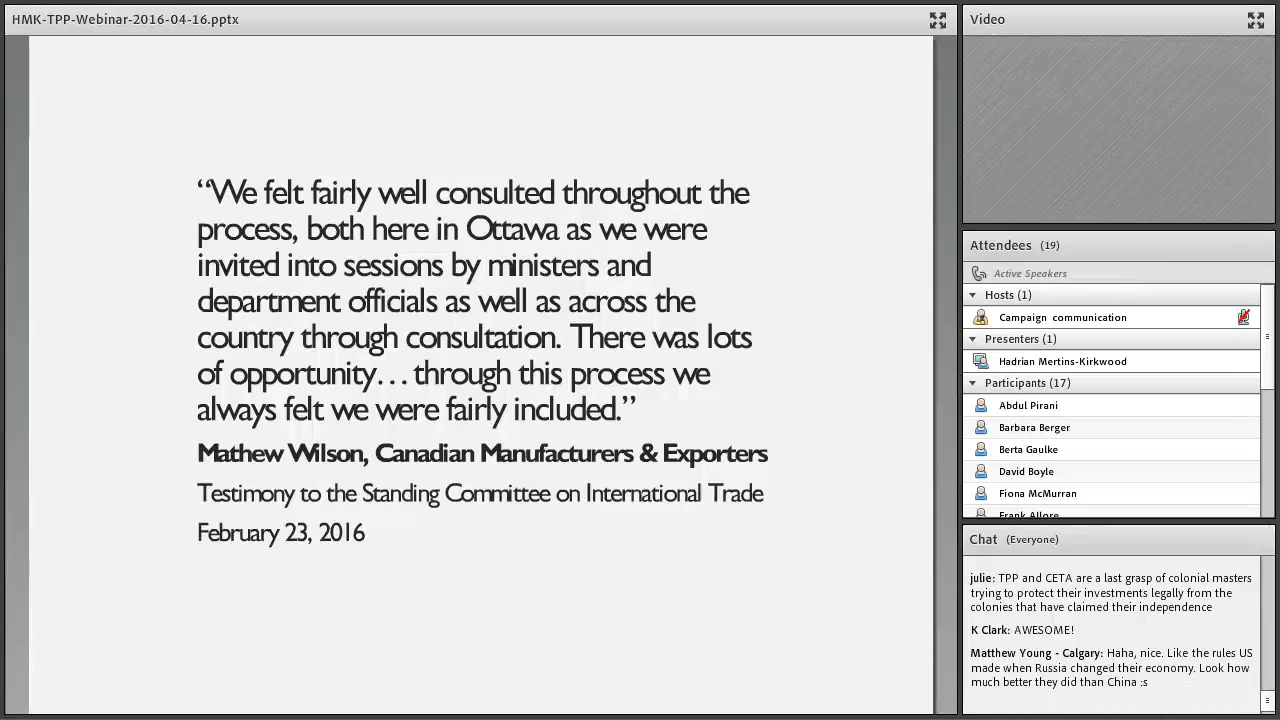 HMK-TPP-Webinar-2016-04-16.pptx
“We felt fairly well consulted throughout the
process, both here in Ottawa as we were
invited into sessions by ministers and
department officials as well as across the
country through consultation. There was lots
of opportunity… through this process we
always felt we were fairly included.”
Mathew Wilson, Canadian Manufacturers & Exporters
Testimony to the Standing Committee on International Trade
February 23, 2016
Video
Attendees (19)
Active Speakers
Hosts (1)
Campaign communication
Presenters (1)
Hadrian Mertins-Kirkwood
Participants (17)
Abdul Pirani
Barbara Berger
Berta Gaulke
David Boyle
Fiona McMurran
Frank Allore
Chat (Everyone)
julie: TPP and CETA are a last grasp of colonial masters
trying to protect their investments legally from the
colonies that have claimed their independence
K Clark: AWESOME!
Matthew Young - Calgary: Haha, nice. Like the rules US
made when Russia changed their economy. Look how
much better they did than China :s